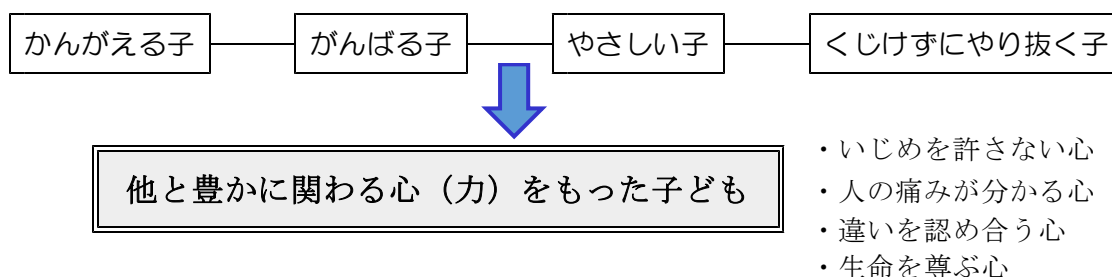 かんがえる子 がんばる子 やさしい子 くじけずにやり抜く子
他と豊かに関わる心（力）をもった子ども
・いじめを許さない心
・人の痛みが分かる心
・違いを認め合う心
・生命を尊ぶ心